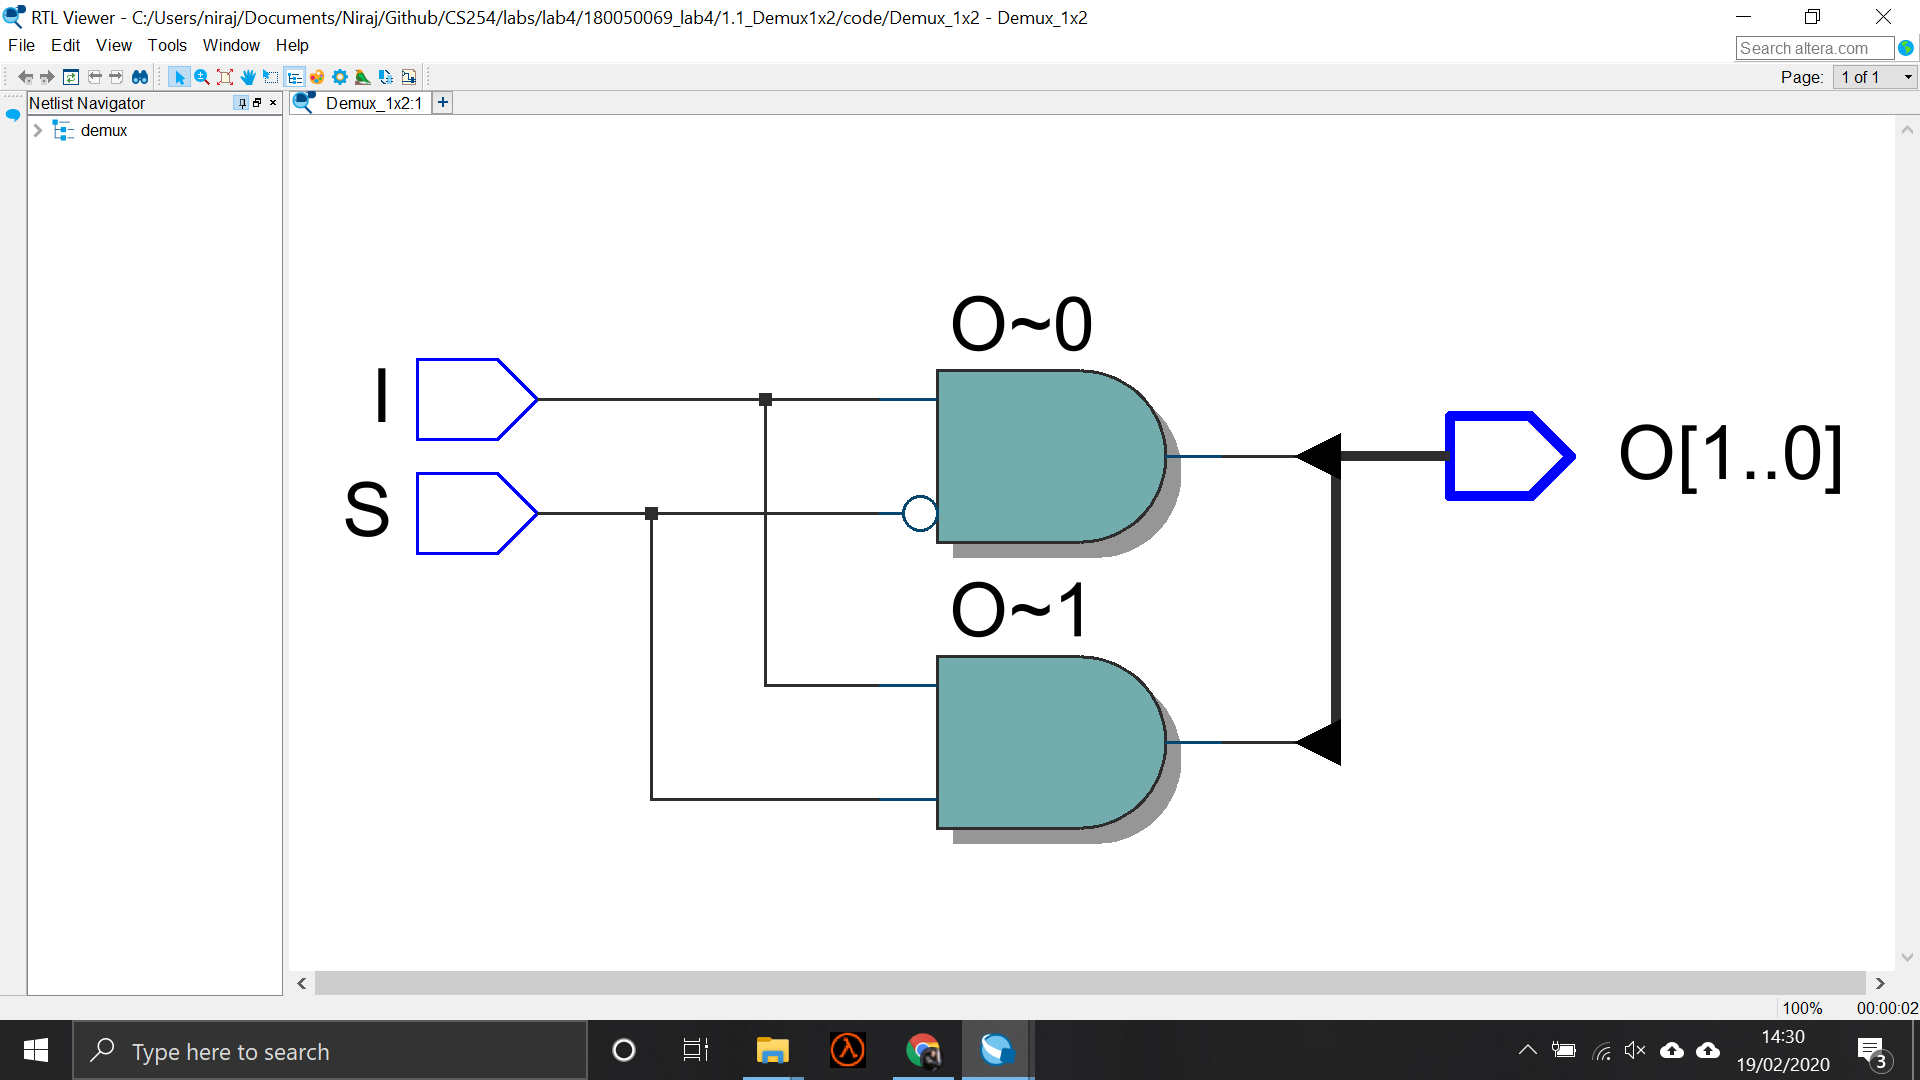 RTL Viewer - C:/Users/niraj/Documents/Niraj/Github/CS254/labs/lab4/180050069_lab4/1.1_Demux1x2/code/Demux_1x2 - Demux_1x2
File Edit View Tools Window Help
Search altera.com
Page: 1 of 1
Netlist Navigator
Demux_1x2:1
demux
O~0
I
S
O[1..0]
O~1
100% 00:00:02
Type here to search
14:30
19/02/2020
3